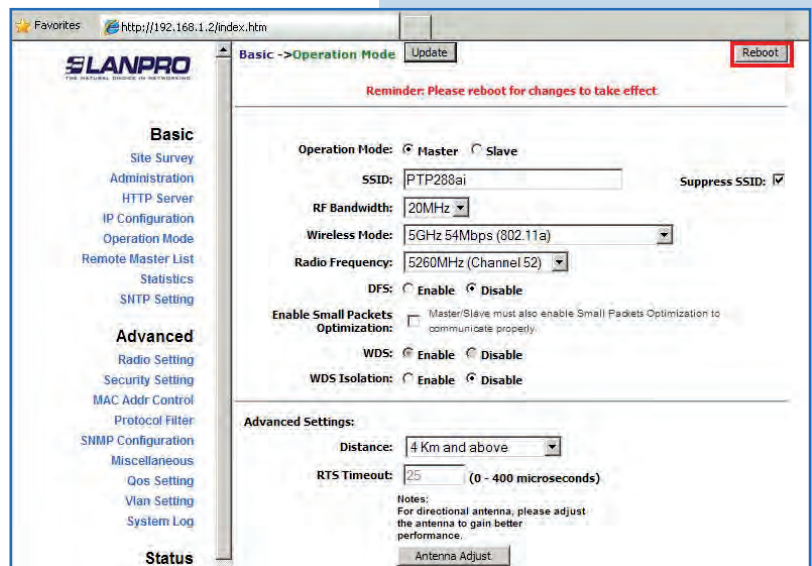 Favorites http://192.168.1.2/index.htm
SLANPRO
THE NATURAL CHOICE IN NETWORKING
Basic
Site Survey
Administration
HTTP Server
IP Configuration
Operation Mode
Remote Master List
Statistics
SNTP Setting
Advanced
Radio Setting
Security Setting
MAC Addr Control
Protocol Filter
SNMP Configuration
Miscellaneous
Qos Setting
Vlan Setting
System Log
Status
Basic ->Operation Mode Update Reboot
Reminder: Please reboot for changes to take effect.
Operation Mode: Master Slave
SSID: PTP288ai Suppress SSID:
RF Bandwidth: 20MHz
Wireless Mode: 5GHz 54Mbps (802.11a)
Radio Frequency: 5260MHz (Channel 52)
DFS: Enable Disable
Enable Small Packets Optimization: Master/Slave must also enable Small Packets Optimization to
communicate properly.
WDS: Enable Disable
WDS Isolation: Enable Disable
Advanced Settings:
Distance: 4 Km and above
RTS Timeout: 25 (0 - 400 microseconds)
Notes:
For directional antenna, please adjust
the antenna to gain better
performance.
Antenna Adjust